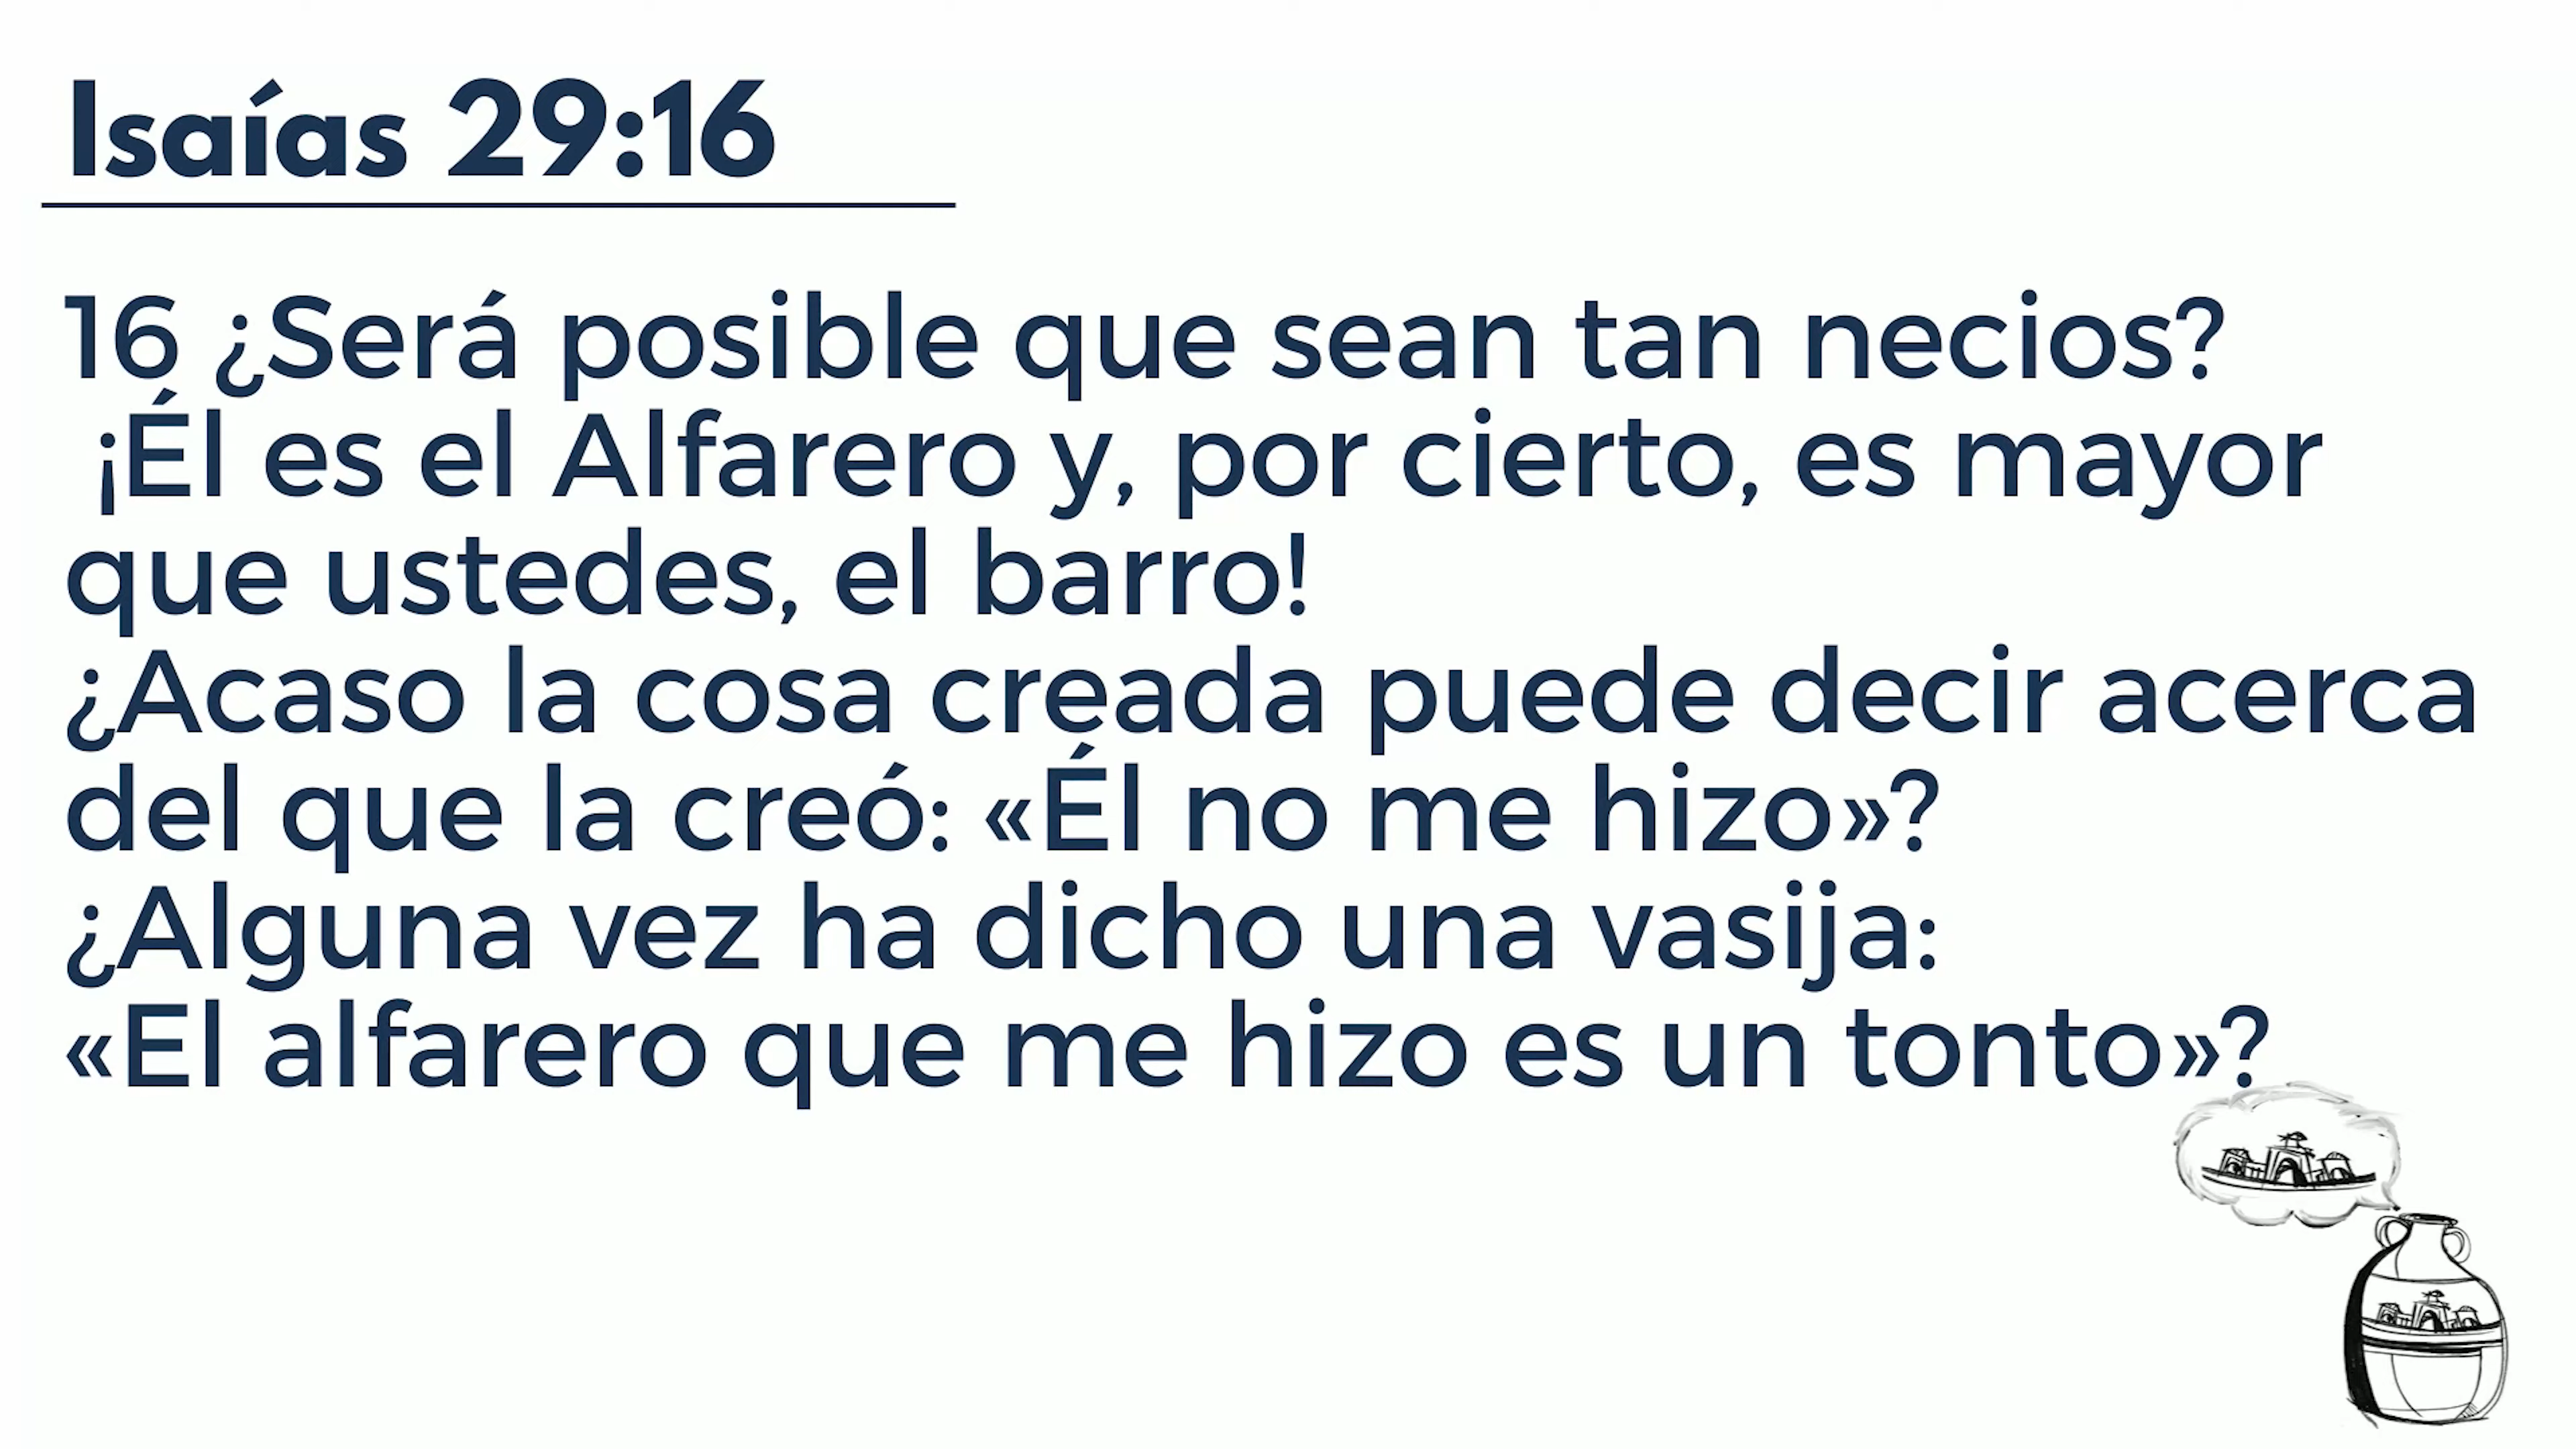 Isaías 29:16
16 ¿Será posible que sean tan necios?
¡Él es el Alfarero y, por cierto, es mayor
que ustedes, el barro!
¿Acaso la cosa creada puede decir acerca
del que la creó: «Él no me hizo»?
¿Alguna vez ha dicho una vasija:
«El alfarero que me hizo es un tonto»?